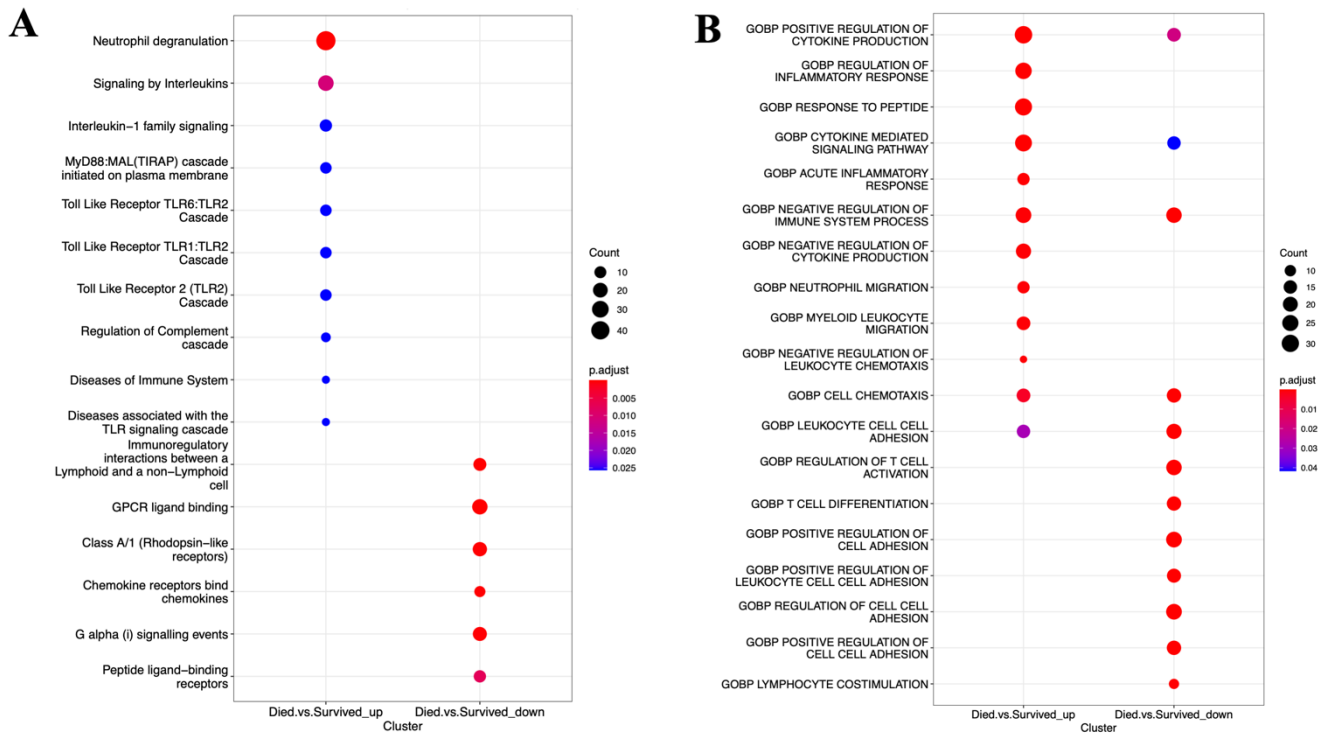 A
Neutrophil degranulation
Signaling by Interleukins
Interleukin−1 family signaling
MyD88:MAL(TIRAP) cascade
initiated on plasma membrane
Toll Like Receptor TLR6:TLR2
Cascade
Toll Like Receptor TLR1:TLR2
Cascade
Toll Like Receptor 2 (TLR2)
Cascade
Regulation of Complement
cascade
Diseases of Immune System
Diseases associated with the
TLR signaling cascade
Immunoregulatory
interactions between a
Lymphoid and a non−Lymphoid
cell
GPCR ligand binding
Class A/1 (Rhodopsin−like
receptors)
Chemokine receptors bind
chemokines
G alpha (i) signalling events
Peptide ligand−binding
receptors
Died.vs.Survived_up
Died.vs.Survived_down
Cluster
Count
10
20
30
40
p.adjust
0.005
0.010
0.015
0.020
0.025
B
GOBP POSITIVE REGULATION OF
CYTOKINE PRODUCTION
GOBP REGULATION OF
INFLAMMATORY RESPONSE
GOBP RESPONSE TO PEPTIDE
GOBP CYTOKINE MEDIATED
SIGNALING PATHWAY
GOBP ACUTE INFLAMMATORY
RESPONSE
GOBP NEGATIVE REGULATION OF
IMMUNE SYSTEM PROCESS
GOBP NEGATIVE REGULATION OF
CYTOKINE PRODUCTION
GOBP NEUTROPHIL MIGRATION
GOBP MYELOID LEUKOCYTE
MIGRATION
GOBP NEGATIVE REGULATION OF
LEUKOCYTE CHEMOTAXIS
GOBP CELL CHEMOTAXIS
GOBP LEUKOCYTE CELL CELL
ADHESION
GOBP REGULATION OF T CELL
ACTIVATION
GOBP T CELL DIFFERENTIATION
GOBP POSITIVE REGULATION OF
CELL ADHESION
GOBP POSITIVE REGULATION OF
LEUKOCYTE CELL CELL ADHESION
GOBP REGULATION OF CELL CELL
ADHESION
GOBP POSITIVE REGULATION OF
CELL CELL ADHESION
GOBP LYMPHOCYTE COSTIMULATION
Died.vs.Survived_up
Died.vs.Survived_down
Cluster
Count
10
15
20
25
30
p.adjust
0.01
0.02
0.03
0.04